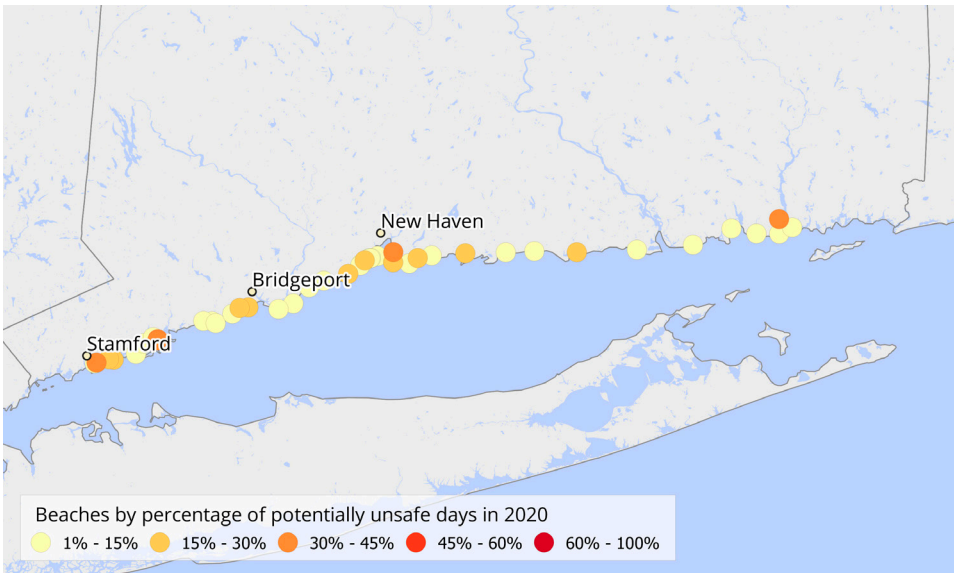 New Haven
Bridgeport
Stamford
Beaches by percentage of potentially unsafe days in 2020
1% - 15% 15% - 30% 30% - 45% 45% - 60% 60% - 100%